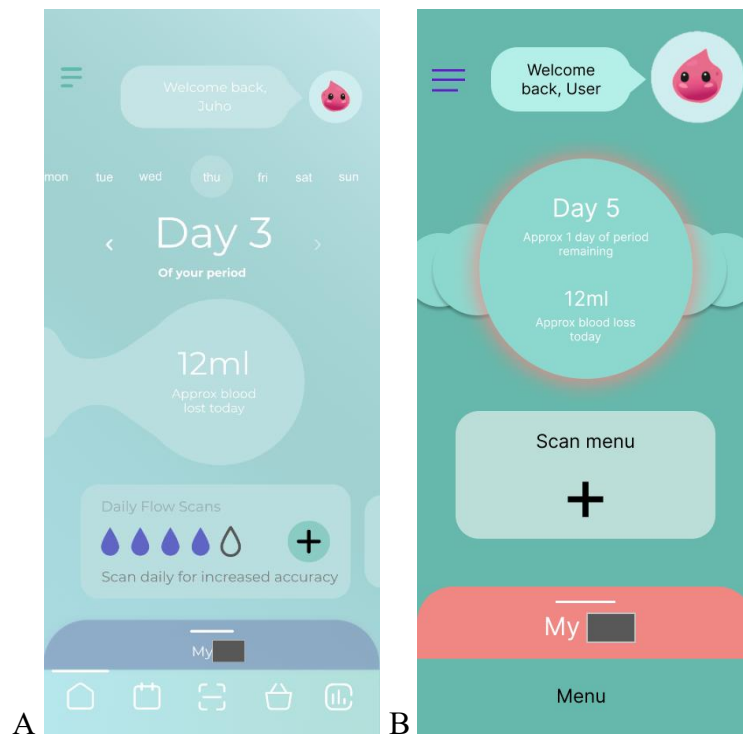 Welcome back,
Juho
mon tue wed thu fri sat sun
‹ Day 3 ›
Of your period
12ml
Approx blood
lost today
Daily Flow Scans
+
Scan daily for increased accuracy
My
A
Welcome
back, User
Day 5
Approx 1 day of period
remaining
12ml
Approx blood loss
today
Scan menu
+
My
Menu
B